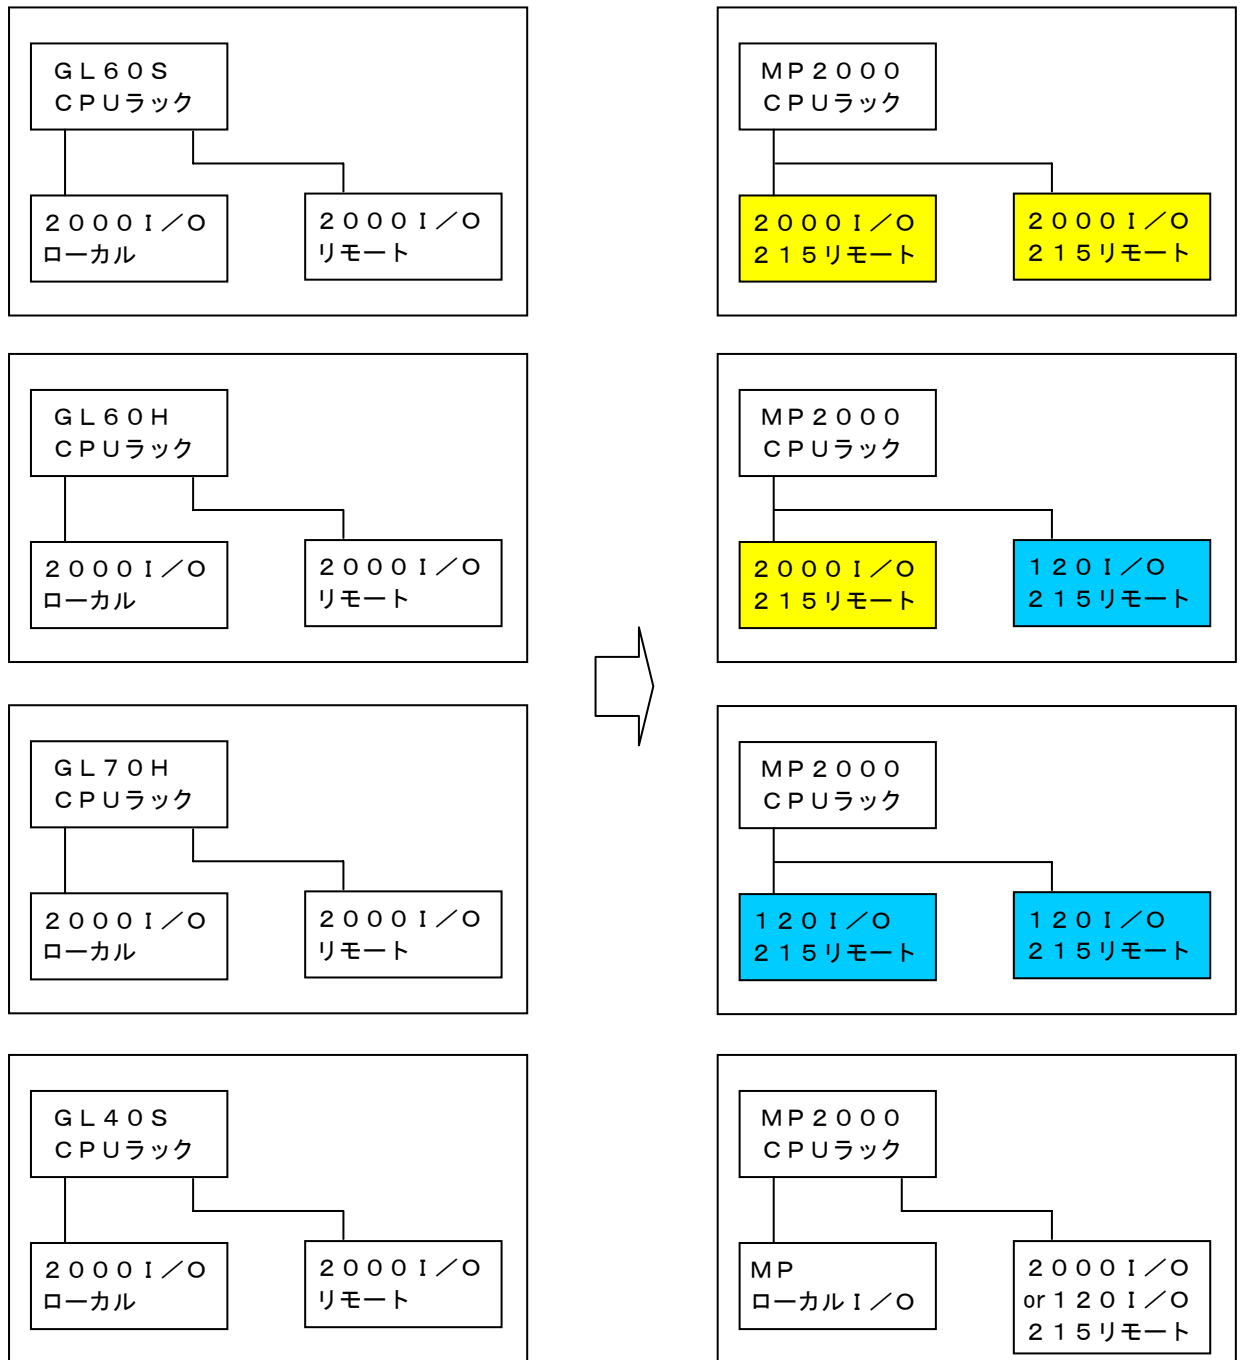 ＧＬ６０Ｓ
ＣＰＵラック
２０００Ｉ／Ｏ
ローカル
２０００Ｉ／Ｏ
リモート
ＭＰ２０００
ＣＰＵラック
２０００Ｉ／Ｏ
２１５リモート
２０００Ｉ／Ｏ
２１５リモート
ＧＬ６０Ｈ
ＣＰＵラック
２０００Ｉ／Ｏ
ローカル
２０００Ｉ／Ｏ
リモート
ＭＰ２０００
ＣＰＵラック
２０００Ｉ／Ｏ
２１５リモート
１２０Ｉ／Ｏ
２１５リモート
ＧＬ７０Ｈ
ＣＰＵラック
２０００Ｉ／Ｏ
ローカル
２０００Ｉ／Ｏ
リモート
ＭＰ２０００
ＣＰＵラック
１２０Ｉ／Ｏ
２１５リモート
１２０Ｉ／Ｏ
２１５リモート
ＧＬ４０Ｓ
ＣＰＵラック
２０００Ｉ／Ｏ
ローカル
２０００Ｉ／Ｏ
リモート
ＭＰ２０００
ＣＰＵラック
ＭＰ
ローカルＩ／Ｏ
２０００Ｉ／Ｏ
or１２０Ｉ／Ｏ
２１５リモート